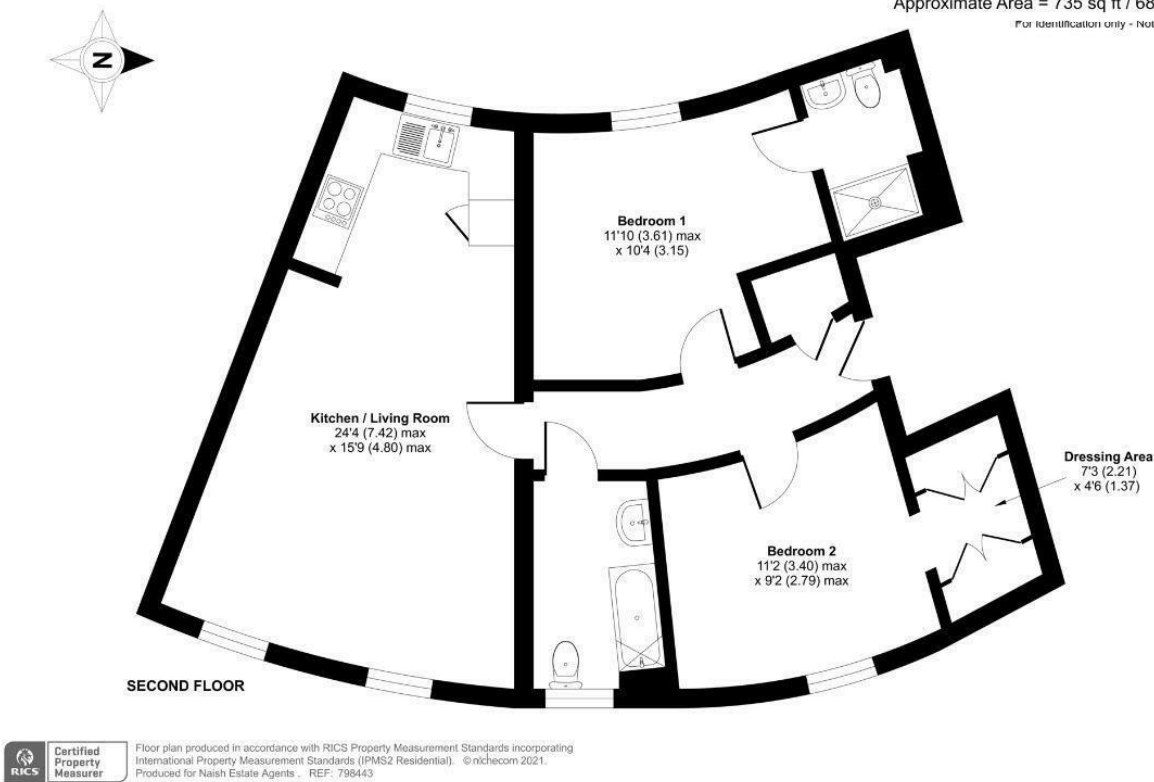 Approximate Area = 735 sq ft / 68
For identification only - Not
N
Bedroom 1
11'10 (3.61) max
x 10'4 (3.15)
Kitchen / Living Room
24'4 (7.42) max
x 15'9 (4.80) max
Dressing Area
7'3 (2.21)
x 4'6 (1.37)
Bedroom 2
11'2 (3.40) max
x 9'2 (2.79) max
SECOND FLOOR
RICS
Certified
Property
Measurer
Floor plan produced in accordance with RICS Property Measurement Standards incorporating
International Property Measurement Standards (IPMS2 Residential). © nichecom 2021.
Produced for Naish Estate Agents . REF: 798443